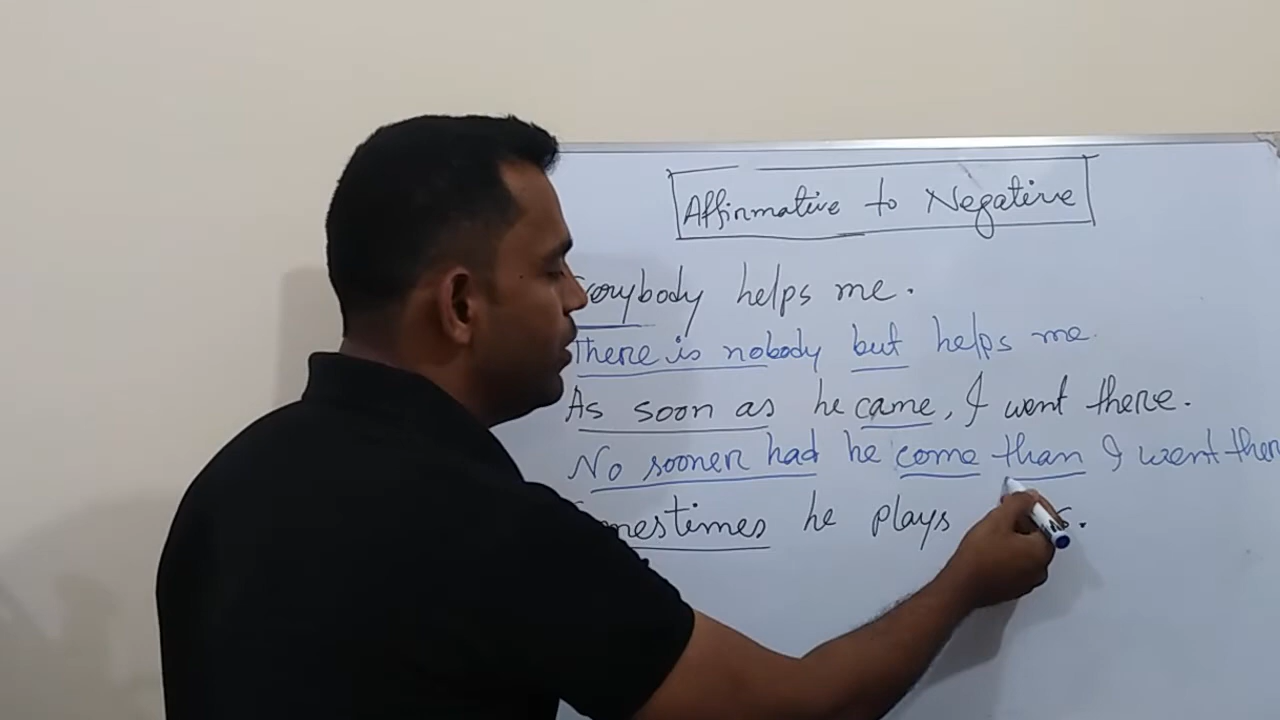 Affirmative to Negative
helps me.
There is nobody but helps me.
As soon as he came, I went there.
No sooner had he come than I went
he plays